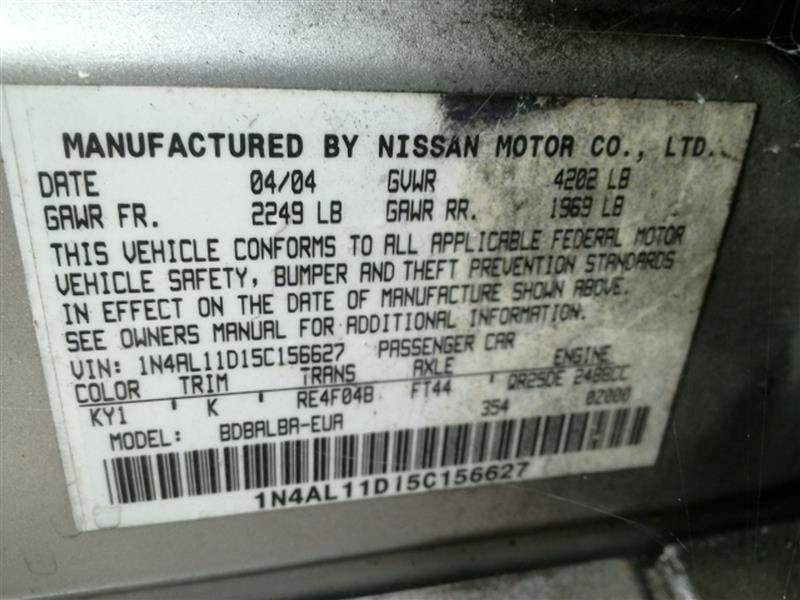 MANUFACTURED BY NISSAN MOTOR CO., LTD.
DATE 04/04 GVWR 4202 LB
GAWR FR. 2249 LB GAWR RR. 1969 LB
THIS VEHICLE CONFORMS TO ALL APPLICABLE FEDERAL MOTOR
VEHICLE SAFETY, BUMPER AND THEFT PREVENTION STANDARDS
IN EFFECT ON THE DATE OF MANUFACTURE SHOWN ABOVE.
SEE OWNERS MANUAL FOR ADDITIONAL INFORMATION.
VIN: 1N4AL11D15C156627 PASSENGER CAR
COLOR TRIM TRANS AXLE ENGINE
KY1 ' K ' RE4F04B FT44 QR25DE 2488CC
MODEL: BDBALBA-EUA 354 0Z000
1N4AL11D15C156627